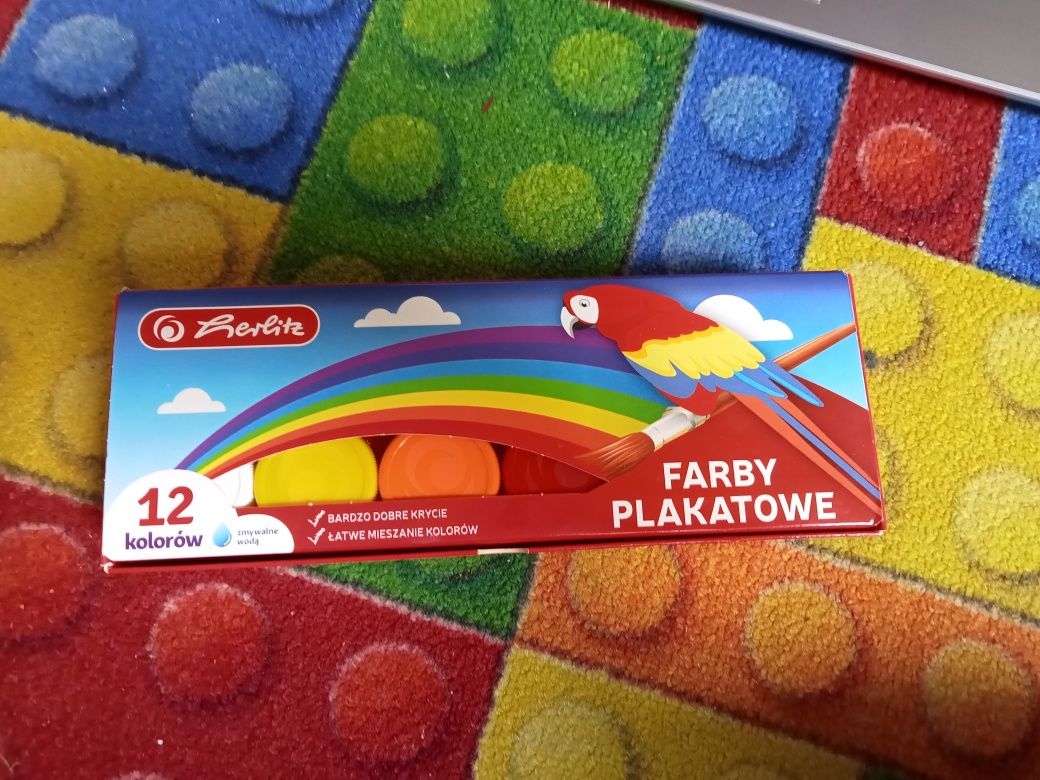 Herlitz
12
kolorów
zmywalne
wodą
BARDZO DOBRE KRYCIE
ŁATWE MIESZANIE KOLORÓW
FARBY
PLAKATOWE